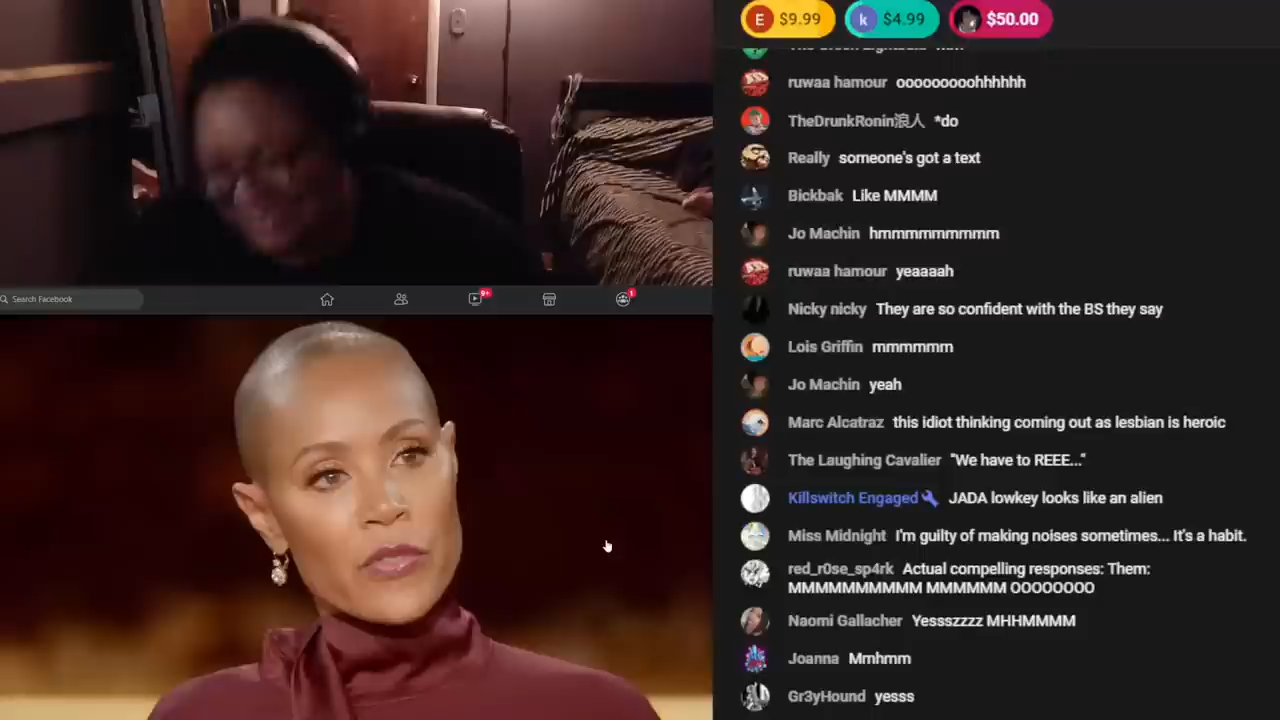 E $9.99 k $4.99 $50.00
ruwaa hamour ooooooooohhhhhh
TheDrunkRonin浪人 *do
Really someone's got a text
Bickbak Like MMMM
Jo Machin hmmmmmmmmm
ruwaa hamour yeaaaah
Nicky nicky They are so confident with the BS they say
Lois Griffin mmmmmm
Jo Machin yeah
Marc Alcatraz this idiot thinking coming out as lesbian is heroic
The Laughing Cavalier "We have to REEE..."
Killswitch Engaged JADA lowkey looks like an alien
Miss Midnight I'm guilty of making noises sometimes... It's a habit.
red_r0se_sp4rk Actual compelling responses: Them:
MMMMMMMMMM MMMMMM OOOOOOOO
Naomi Gallacher Yessszzzz MHHMMMM
Joanna Mmhmm
Gr3yHound yesss
Search Facebook
9+
1